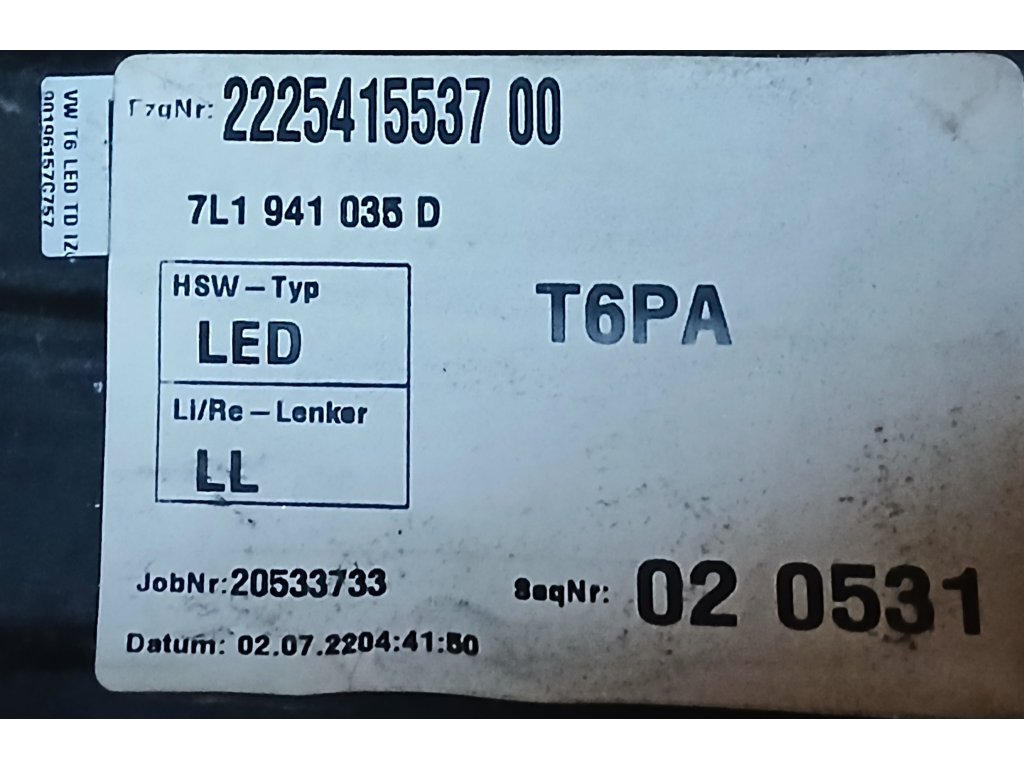 FzgNr: 2225415537 00
7L1 941 035 D
HSW-Typ
LED
Li/Re-Lenker
LL
T6PA
JobNr: 20533733
SeqNr: 02 0531
Datum: 02.07.2204:41:50
VW T6 LED TD
00196157C757